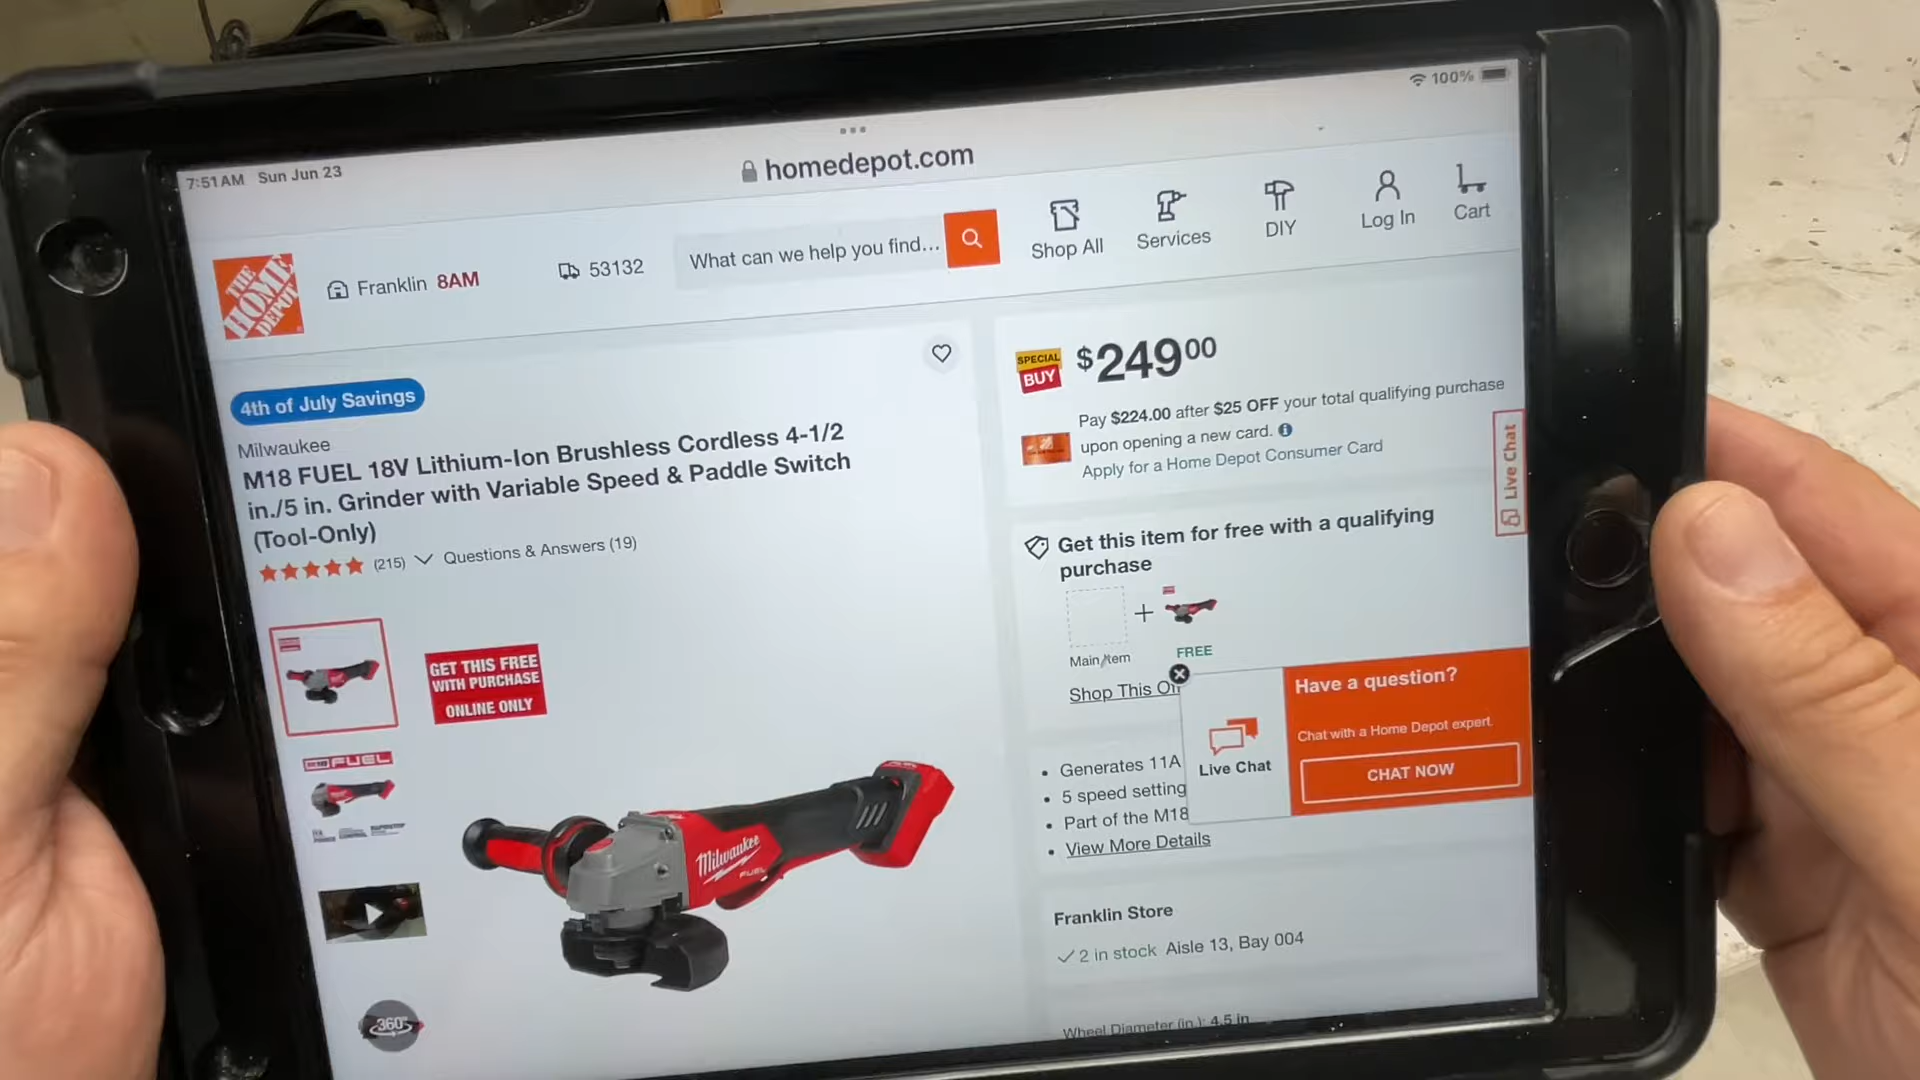 7:51AM Sun Jun 23
100%
homedepot.com
THE
HOME
DEPOT
Franklin 8AM
53132
What can we help you find...
Shop All
Services
DIY
Log In
Cart
4th of July Savings
Milwaukee
M18 FUEL 18V Lithium-Ion Brushless Cordless 4-1/2
in./5 in. Grinder with Variable Speed & Paddle Switch
(Tool-Only)
(215) Questions & Answers (19)
GET THIS FREE
WITH PURCHASE
ONLINE ONLY
FUEL
Milwaukee
FUEL
360°
SPECIAL
BUY
$24900
Pay $224.00 after $25 OFF your total qualifying purchase
upon opening a new card.
Apply for a Home Depot Consumer Card
Live Chat
Get this item for free with a qualifying
purchase
+
Main Item
FREE
Shop This
Generates 11A
5 speed setting
Part of the M18
View More Details
Live Chat
Have a question?
Chat with a Home Depot expert.
CHAT NOW
Franklin Store
2 in stock Aisle 13, Bay 004
Wheel Diameter (in.): 4.5 in